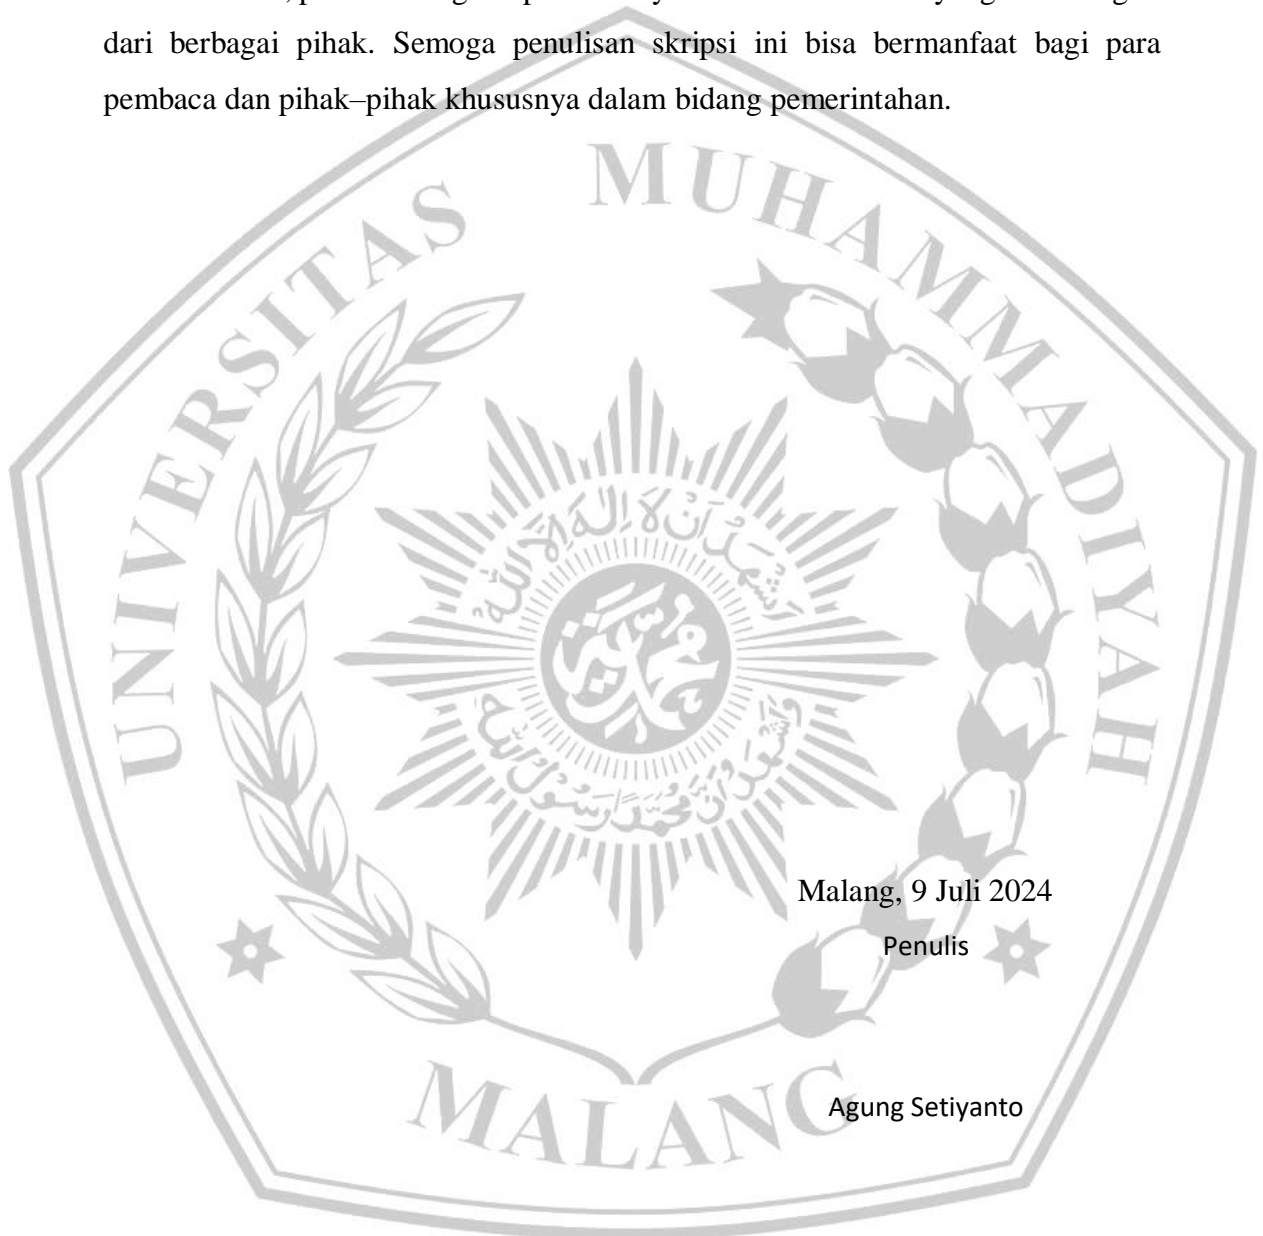 dari berbagai pihak. Semoga penulisan skripsi ini bisa bermanfaat bagi para
pembaca dan pihak–pihak khususnya dalam bidang pemerintahan.
UNIVERSITAS MUHAMMADIYAH
Malang, 9 Juli 2024
Penulis
MALANG
Agung Setiyanto